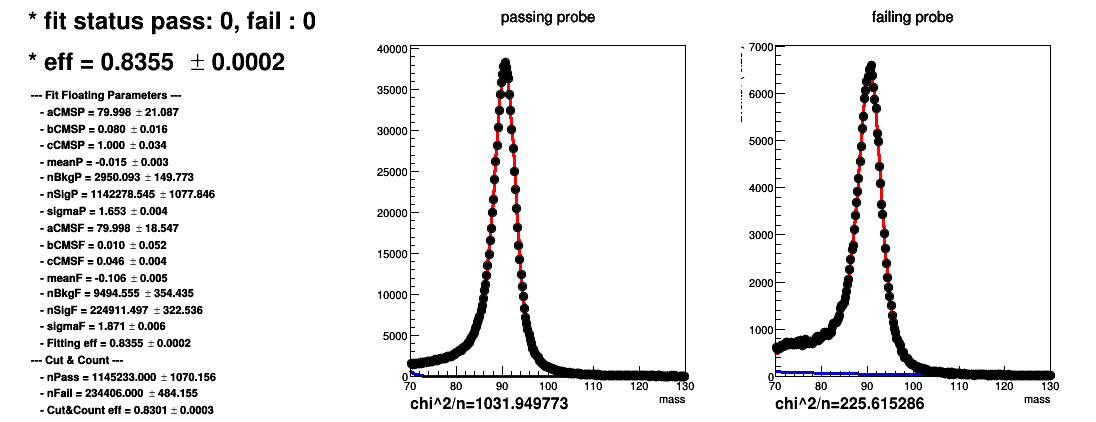 * fit status pass: 0, fail : 0
* eff = 0.8355 ± 0.0002
--- Fit Floating Parameters ---
- aCMSP = 79.998 ± 21.087
- bCMSP = 0.080 ± 0.016
- cCMSP = 1.000 ± 0.034
- meanP = -0.015 ± 0.003
- nBkgP = 2950.093 ± 149.773
- nSigP = 1142278.545 ± 1077.846
- sigmaP = 1.653 ± 0.004
- aCMSF = 79.998 ± 18.547
- bCMSF = 0.010 ± 0.052
- cCMSF = 0.046 ± 0.004
- meanF = -0.106 ± 0.005
- nBkgF = 9494.555 ± 354.435
- nSigF = 224911.497 ± 322.536
- sigmaF = 1.871 ± 0.006
- Fitting eff = 0.8355 ± 0.0002
--- Cut & Count ---
- nPass = 1145233.000 ± 1070.156
- nFail = 234406.000 ± 484.155
- Cut&Count eff = 0.8301 ± 0.0003
passing probe
40000
35000
30000
25000
20000
15000
10000
5000
0
70 80 90 100 110 120 130
mass
chi^2/n=1031.949773
failing probe
7000
6000
5000
4000
3000
2000
1000
0
70 80 90 100 110 120 130
mass
chi^2/n=225.615286